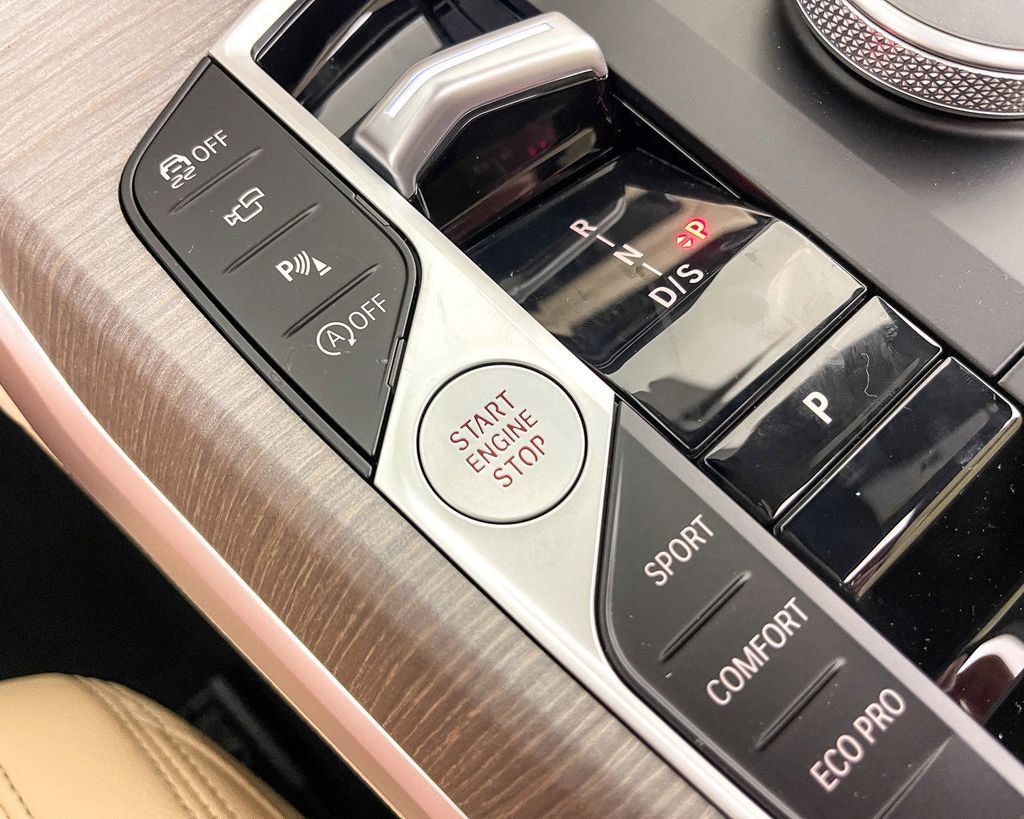 OFF
P
A OFF
R
N
P
D/S
P
START
ENGINE
STOP
SPORT
COMFORT
ECO PRO